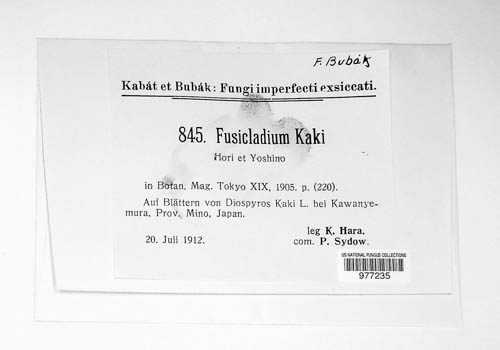 F. Bubák
Kabát et Bubák: Fungi imperfecti exsiccati.
845. Fusicladium Kaki
Hori et Yoshino
in Botan. Mag. Tokyo XIX, 1905. p. (220).
Auf Blättern von Diospyros Kaki L. bei Kawanye-
mura, Prov. Mino, Japan.
leg K. Hara.
20. Juli 1912.
com. P. Sydow.
US NATIONAL FUNGUS COLLECTIONS
977235